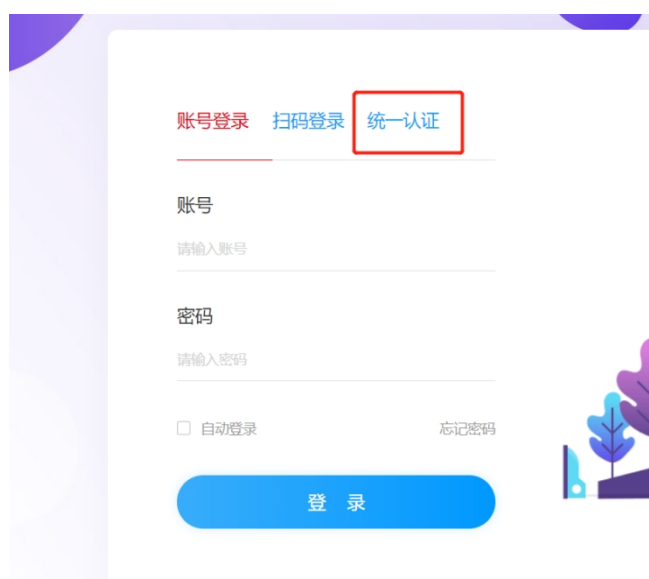 账号登录 扫码登录 统一认证
账号
请输入账号
密码
请输入密码
自动登录 忘记密码
登 录